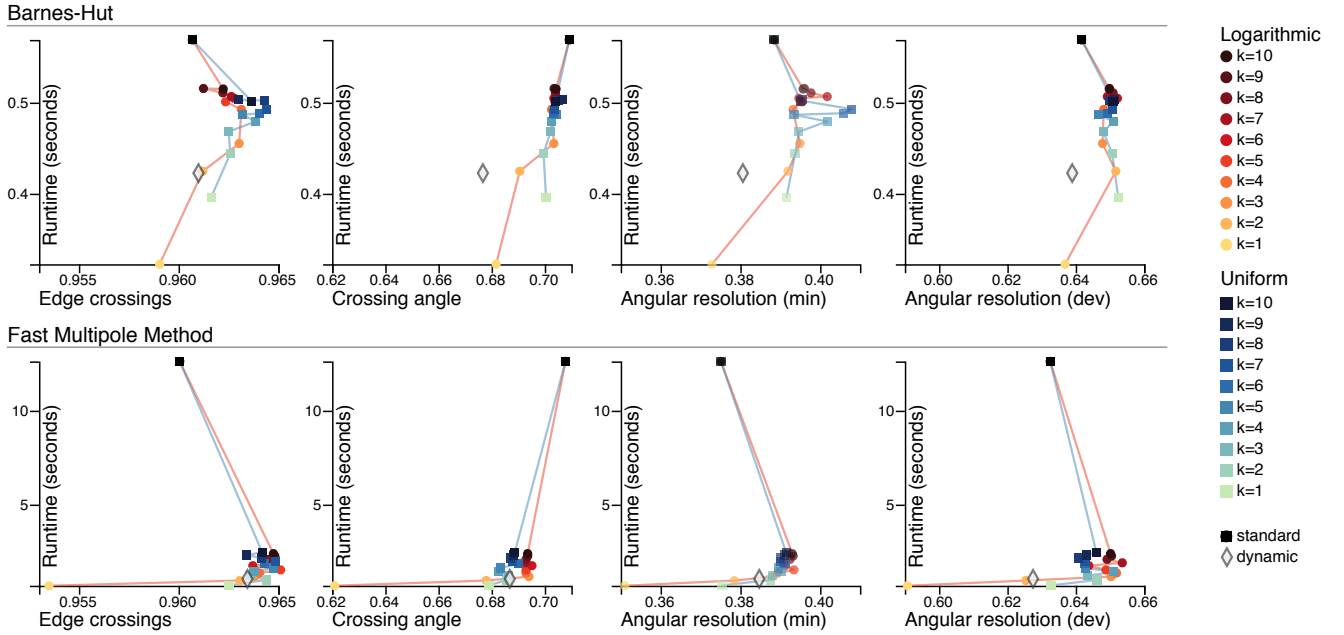 Barnes-Hut
Runtime (seconds)
0.5
0.4
0.955
0.960
0.965
Edge crossings
Runtime (seconds)
0.5
0.4
0.62
0.64
0.66
0.68
0.70
Crossing angle
Runtime (seconds)
0.5
0.4
0.36
0.38
0.40
Angular resolution (min)
Runtime (seconds)
0.5
0.4
0.60
0.62
0.64
0.66
Angular resolution (dev)
Fast Multipole Method
Runtime (seconds)
10
5
0.955
0.960
0.965
Edge crossings
Runtime (seconds)
10
5
0.62
0.64
0.66
0.68
0.70
Crossing angle
Runtime (seconds)
10
5
0.36
0.38
0.40
Angular resolution (min)
Runtime (seconds)
10
5
0.60
0.62
0.64
0.66
Angular resolution (dev)
Logarithmic
k=10
k=9
k=8
k=7
k=6
k=5
k=4
k=3
k=2
k=1
Uniform
k=10
k=9
k=8
k=7
k=6
k=5
k=4
k=3
k=2
k=1
standard
dynamic